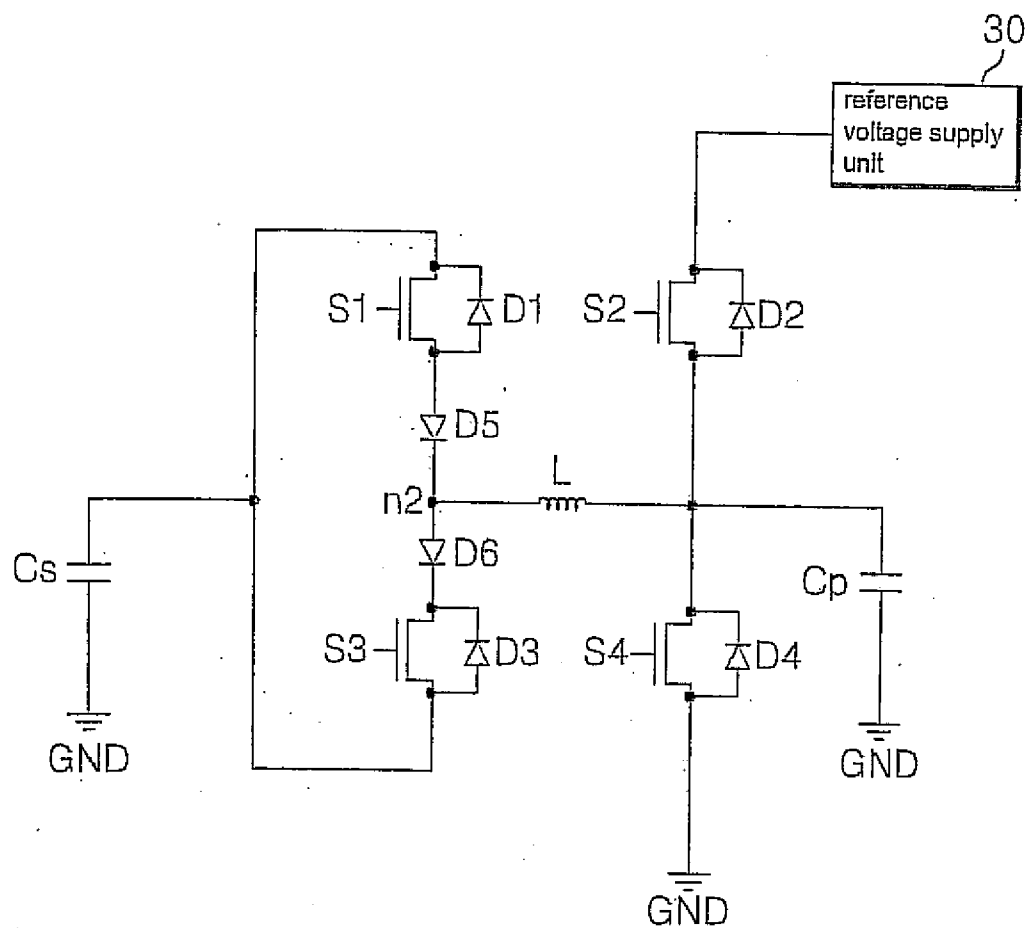 30
reference
voltage supply
unit
S1
D1
S2
D2
D5
L
n2
D6
Cs
Cp
S3
D3
S4
D4
GND
GND
GND